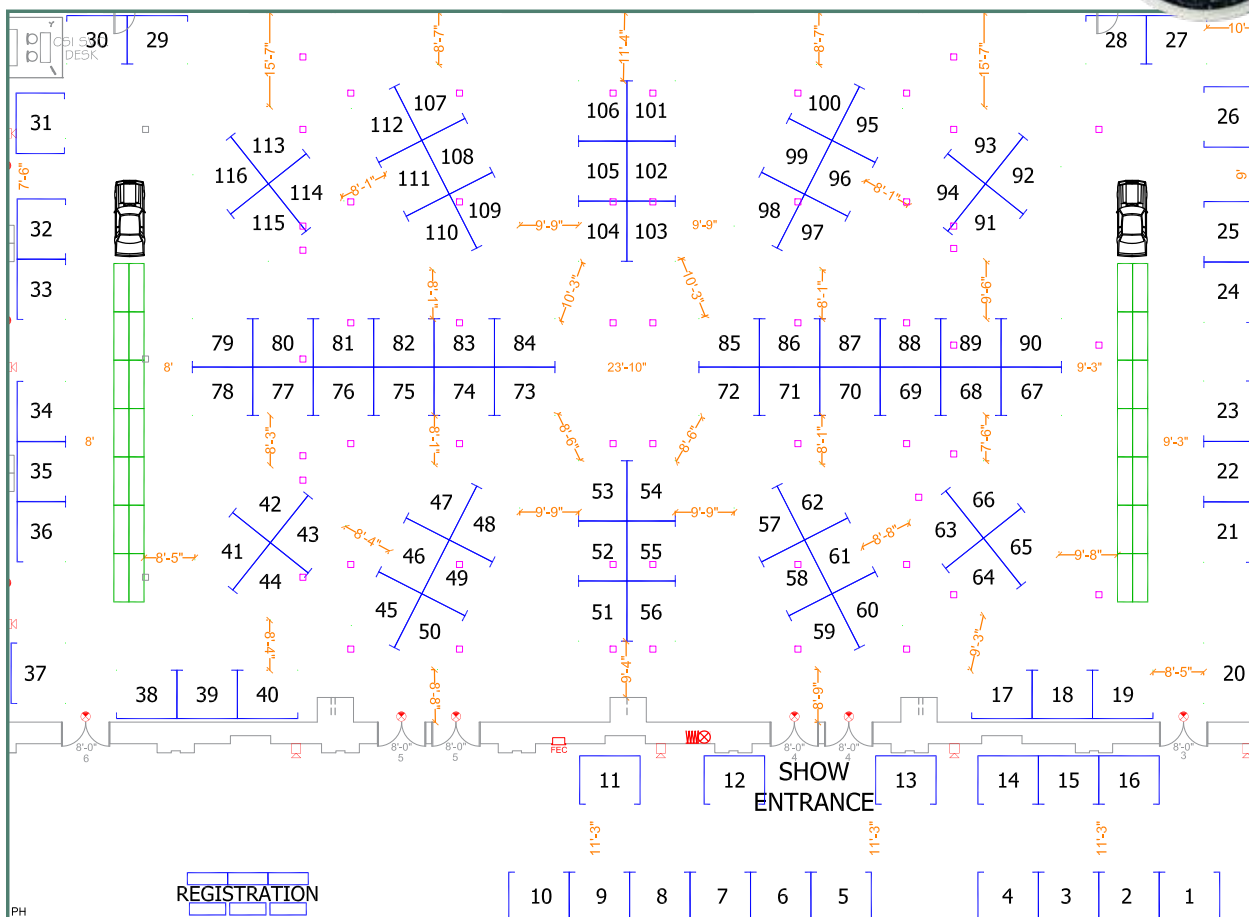 30 29 28 27
CSI S DESK
15'-7" 8'-7" 11'-4" 8'-7" 15'-7" 10'-
31 107 106 101 100 26
112 113 108 105 102 99 95 93
7'-6" 116 114 8'-1" 111 96 8'-1" 94 92 9'
32 115 109 98 91 25
110 9'-9" 104 103 9'-9" 97
33 8'-1" 10'-3" 10'-3" 8'-1" 9'-6" 24
79 80 81 82 83 84 85 86 87 88 89 90
8' 23'-10" 9'-3"
78 77 76 75 74 73 72 71 70 69 68 67
34 23
8' 8'-3" 8'-1" 8'-6" 8'-6" 8'-1" 7'-6" 9'-3"
35 22
53 54
42 47 62 66
36 43 8'-4" 48 9'-9" 9'-9" 57 8'-8" 63 21
41 46 52 55 61 65
8'-5" 44 49 58 64 9'-8"
45 50 51 56 59 60
37 8'-4" 9'-4" 9'-3" 8'-5" 20
38 39 40 8'-8" 8'-9" 17 18 19
8'-0" 8'-0" 8'-0" FEC 8'-0" 8'-0" 8'-0"
6 5 5 4 4 3
11 12 SHOW 13 14 15 16
ENTRANCE
11'-3" 11'-3" 11'-3"
REGISTRATION 10 9 8 7 6 5 4 3 2 1
PH